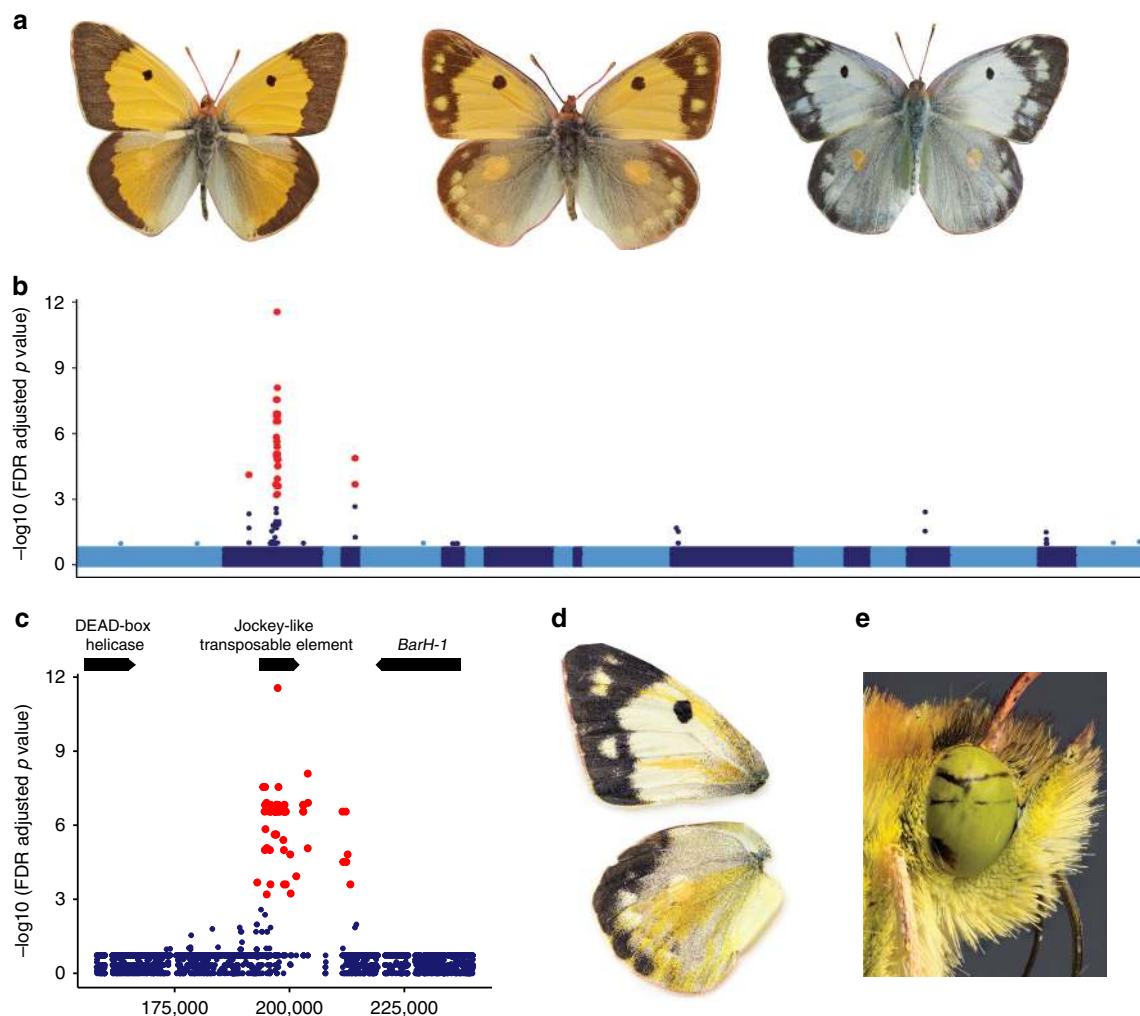 a
b
12
9
6
3
0
–log10 (FDR adjusted p value)
c
DEAD-box
helicase
Jockey-like
transposable element
BarH-1
12
9
6
3
0
–log10 (FDR adjusted p value)
175,000
200,000
225,000
d
e